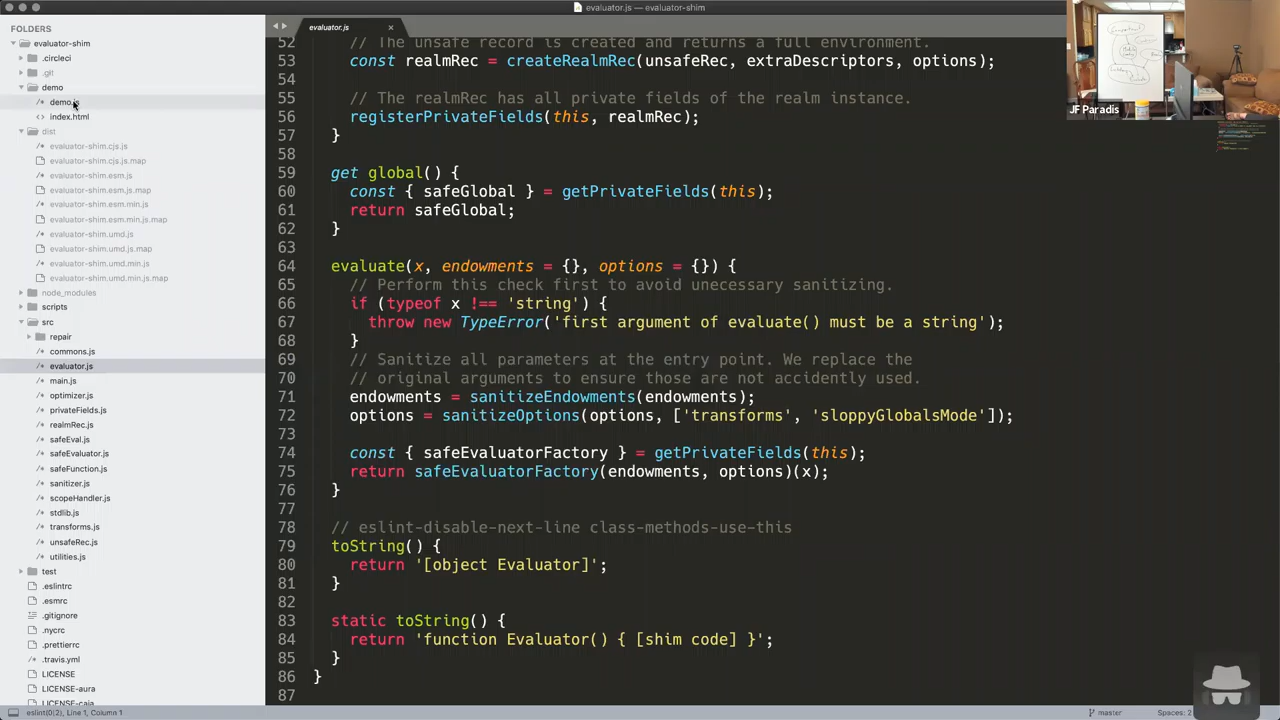 evaluator.js — evaluator-shim
FOLDERS
evaluator-shim
.circleci
.git
demo
demo.js
index.html
dist
evaluator-shim.cjs.js
evaluator-shim.cjs.js.map
evaluator-shim.esm.js
evaluator-shim.esm.js.map
evaluator-shim.esm.min.js
evaluator-shim.esm.min.js.map
evaluator-shim.umd.js
evaluator-shim.umd.js.map
evaluator-shim.umd.min.js
evaluator-shim.umd.min.js.map
node_modules
scripts
src
repair
commons.js
evaluator.js
main.js
optimizer.js
privateFields.js
realmRec.js
safeEval.js
safeEvaluator.js
safeFunction.js
sanitizer.js
scopeHandler.js
stdlib.js
transforms.js
unsafeRec.js
utilities.js
test
.eslintrc
.esmrc
.gitignore
.nycrc
.prettierrc
.travis.yml
LICENSE
LICENSE-aura
LICENSE-caja
evaluator.js
52 // The unsafe record is created and returns a full environment.
53 const realmRec = createRealmRec(unsafeRec, extraDescriptors, options);
54
55 // The realmRec has all private fields of the realm instance.
56 registerPrivateFields(this, realmRec);
57 }
58
59 get global() {
60 const { safeGlobal } = getPrivateFields(this);
61 return safeGlobal;
62 }
63
64 evaluate(x, endowments = {}, options = {}) {
65 // Perform this check first to avoid unecessary sanitizing.
66 if (typeof x !== 'string') {
67 throw new TypeError('first argument of evaluate() must be a string');
68 }
69 // Sanitize all parameters at the entry point. We replace the
70 // original arguments to ensure those are not accidently used.
71 endowments = sanitizeEndowments(endowments);
72 options = sanitizeOptions(options, ['transforms', 'sloppyGlobalsMode']);
73
74 const { safeEvaluatorFactory } = getPrivateFields(this);
75 return safeEvaluatorFactory(endowments, options)(x);
76 }
77
78 // eslint-disable-next-line class-methods-use-this
79 toString() {
80 return '[object Evaluator]';
81 }
82
83 static toString() {
84 return 'function Evaluator() { [shim code] }';
85 }
86 }
87
JF Paradis
eslint(0|2), Line 1, Column 1
master
Spaces: 2